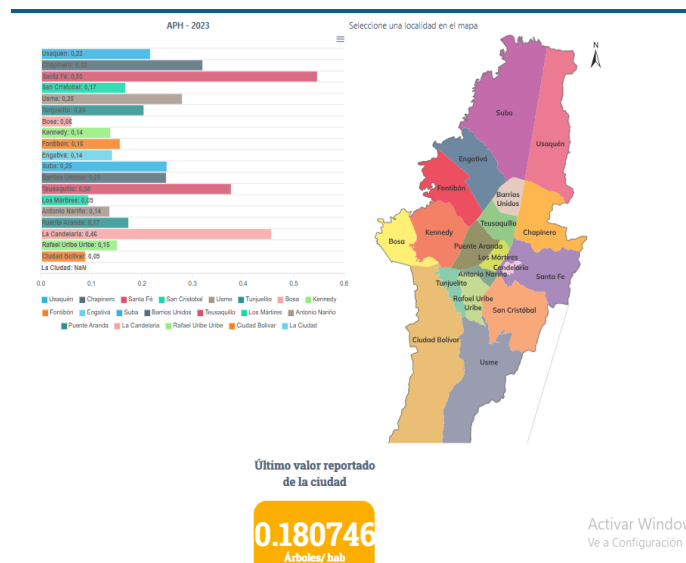 APH - 2023
Usaquén: 0,22
Chapinero: 0,32
Santa Fé: 0,55
San Cristobal: 0,17
Usme: 0,28
Tunjuelito: 0,20
Bosa: 0,06
Kennedy: 0,14
Fontibón: 0,16
Engativá: 0,14
Suba: 0,25
Barrios Unidos: 0,25
Teusaquillo: 0,38
Los Mártires: 0,09
Antonio Nariño: 0,14
Puente Aranda: 0,17
La Candelaria: 0,46
Rafael Uribe Uribe: 0,15
Ciudad Bolivar: 0,09
La Ciudad: NaN
0.0 0.1 0.2 0.3 0.4 0.5 0.6
Usaquén Chapinero Santa Fé San Cristobal Usme Tunjuelito Bosa Kennedy
Fontibón Engativá Suba Barrios Unidos Teusaquillo Los Mártires Antonio Nariño
Puente Aranda La Candelaria Rafael Uribe Uribe Ciudad Bolivar La Ciudad
Seleccione una localidad en el mapa
N
Suba
Usaquén
Engativá
Fontibón
Barrios
Unidos
Teusaquillo
Chapinero
Kennedy
Bosa
Puente Aranda
Los Mártires
Candelaria
Antonio Nariño
Santa Fe
Tunjuelito
Rafael Uribe
Uribe
San Cristóbal
Ciudad Bolívar
Usme
Último valor reportado
de la ciudad
0.180746
Árboles/ hab
Activar Window
Ve a Configuración